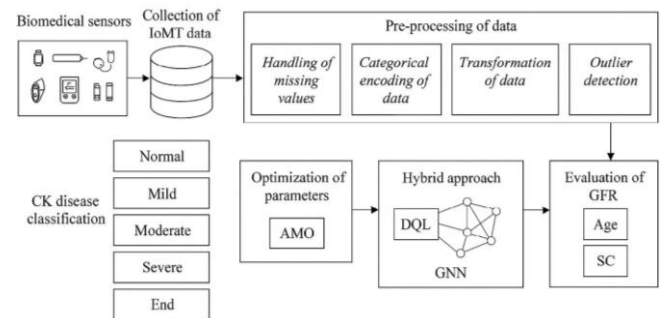 Biomedical sensors
Collection of
IoMT data
Pre-processing of data
Handling of
missing
values
Categorical
encoding of
data
Transformation
of data
Outlier
detection
CK disease
classification
Normal
Mild
Moderate
Severe
End
Optimization of
parameters
AMO
Hybrid approach
DQL
GNN
Evaluation of
GFR
Age
SC